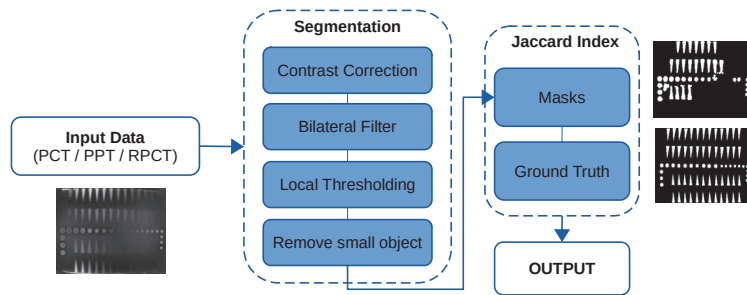 Segmentation
Contrast Correction
Bilateral Filter
Local Thresholding
Remove small object
Input Data
(PCT / PPT / RPCT)
Jaccard Index
Masks
Ground Truth
OUTPUT